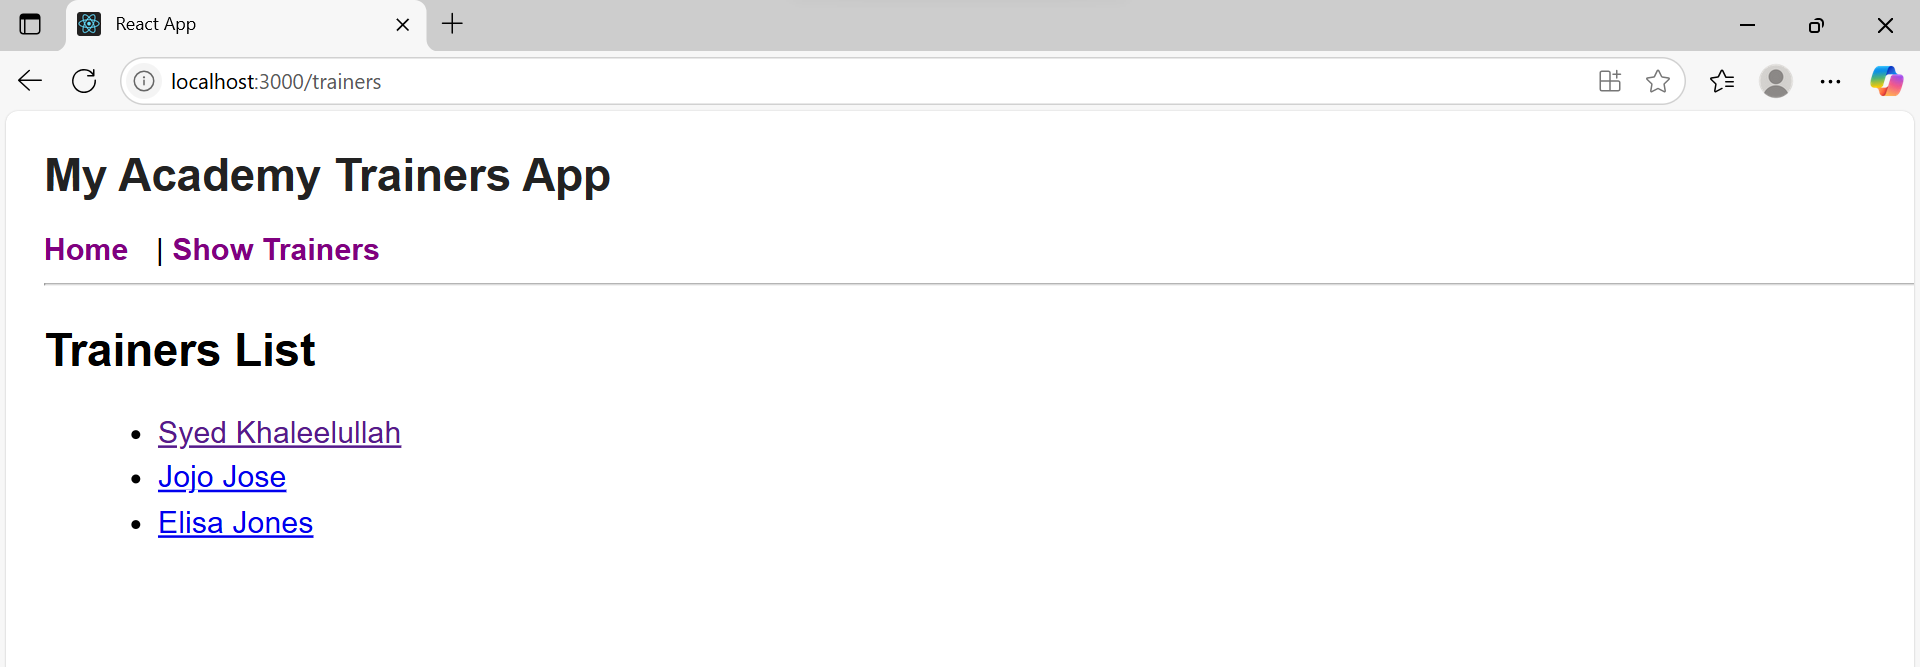 React App
localhost:3000/trainers
My Academy Trainers App
Home | Show Trainers
Trainers List
• Syed Khaleelullah
• Jojo Jose
• Elisa Jones